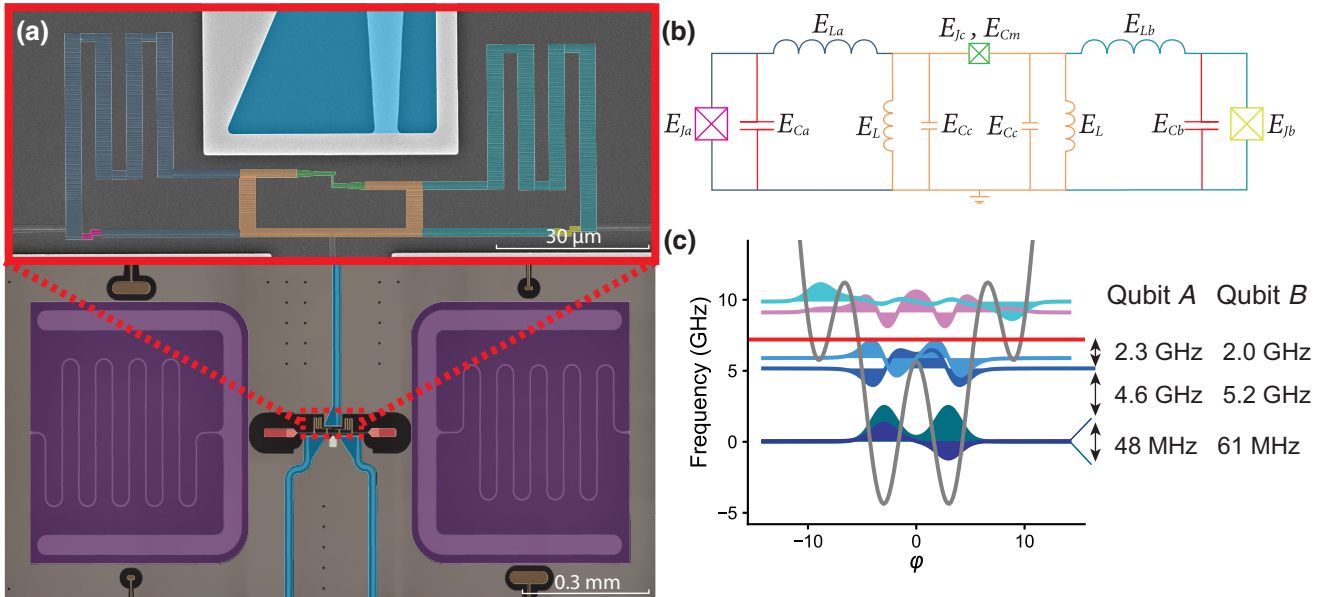 (a)
30 µm
0.3 mm
(b)
E_La
E_Jc , E_Cm
E_Lb
E_Ja
E_Ca
E_L
E_Cc
E_Cc
E_L
E_Cb
E_Jb
(c)
Frequency (GHz)
10
5
0
−5
−10
0
10
φ
Qubit A Qubit B
2.3 GHz 2.0 GHz
4.6 GHz 5.2 GHz
48 MHz 61 MHz